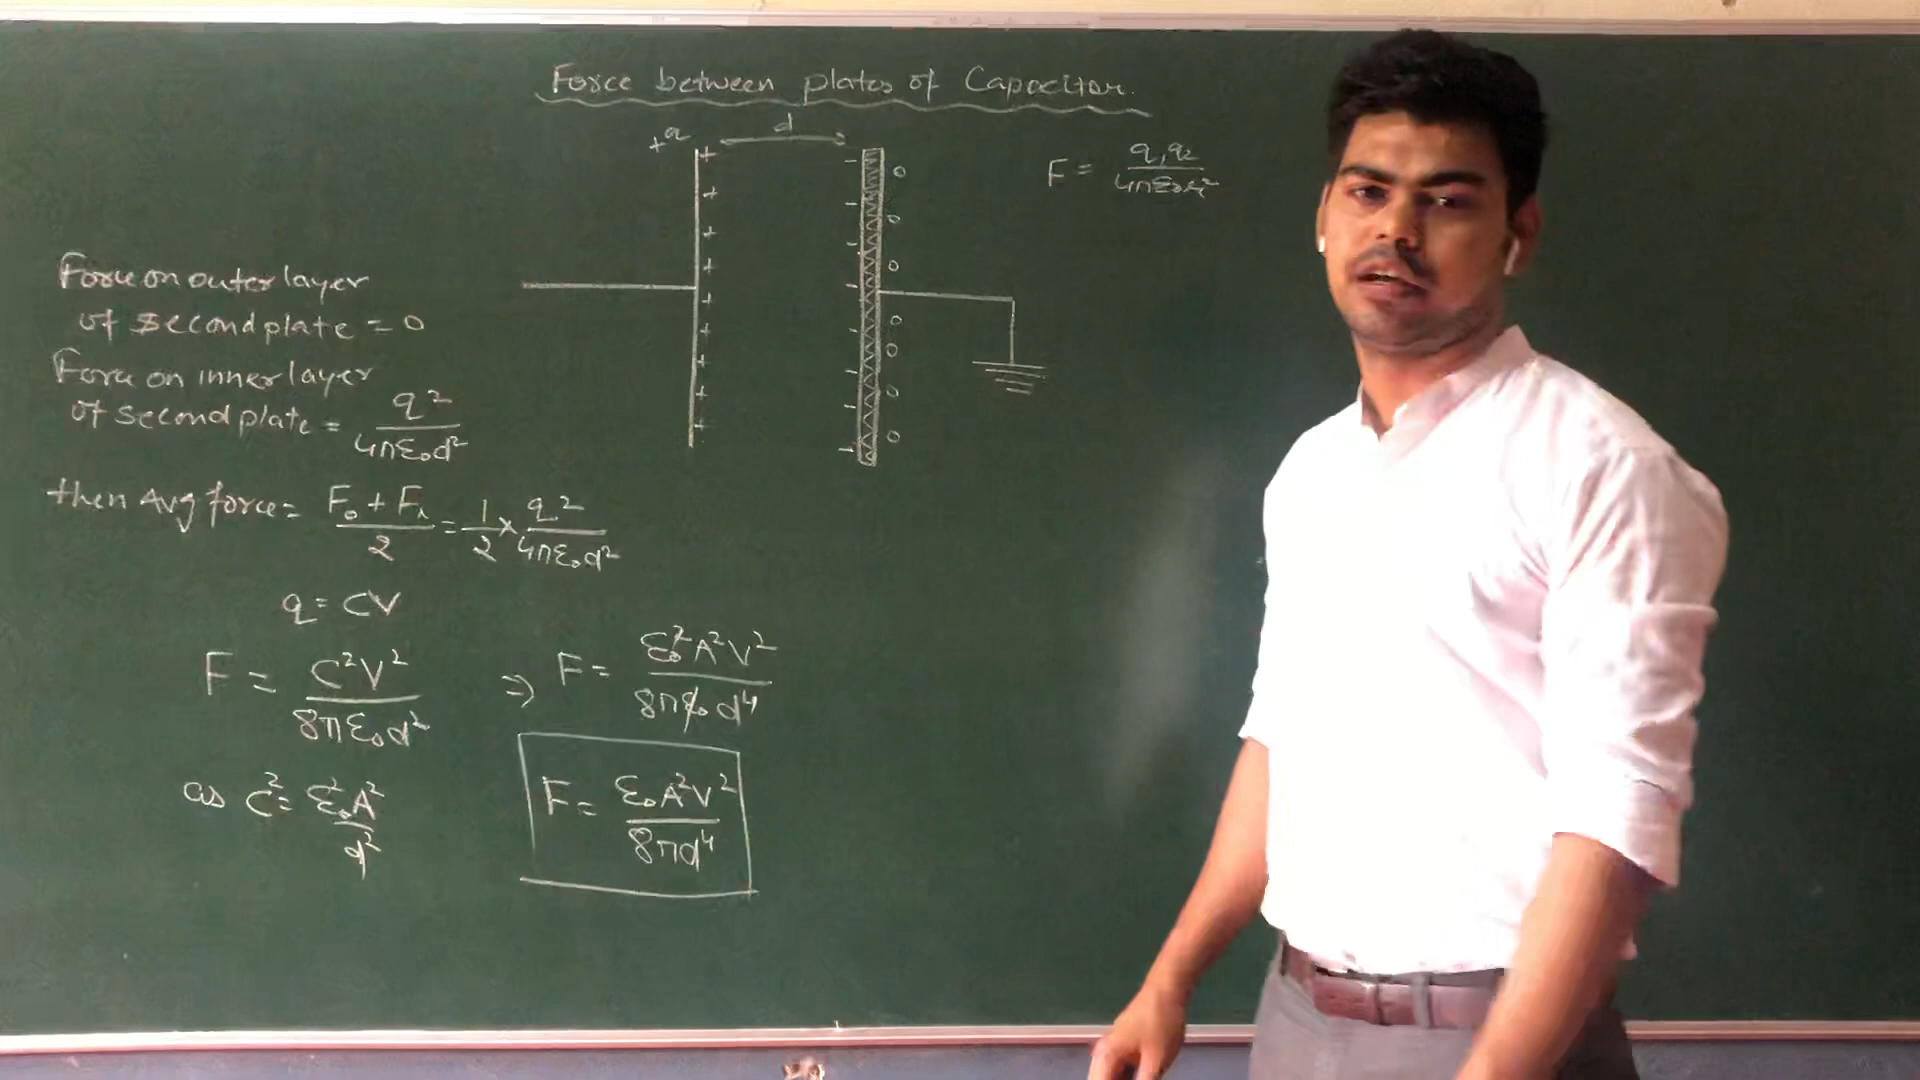 Force between plates of Capacitor.
+q
d
F = q₁q₂ / 4πε₀r²
Force on outer layer
of second plate = 0
Force on inner layer
of second plate = q² / 4πε₀d²
then Avg force = F₀ + Fᵢ / 2 = 1/2 × q² / 4πε₀d²
q = CV
F = C²V² / 8πε₀d²
⇒ F = ε₀²A²V² / 8πε₀d⁴
as C² = ε₀²A² / d²
F = ε₀A²V² / 8πd⁴